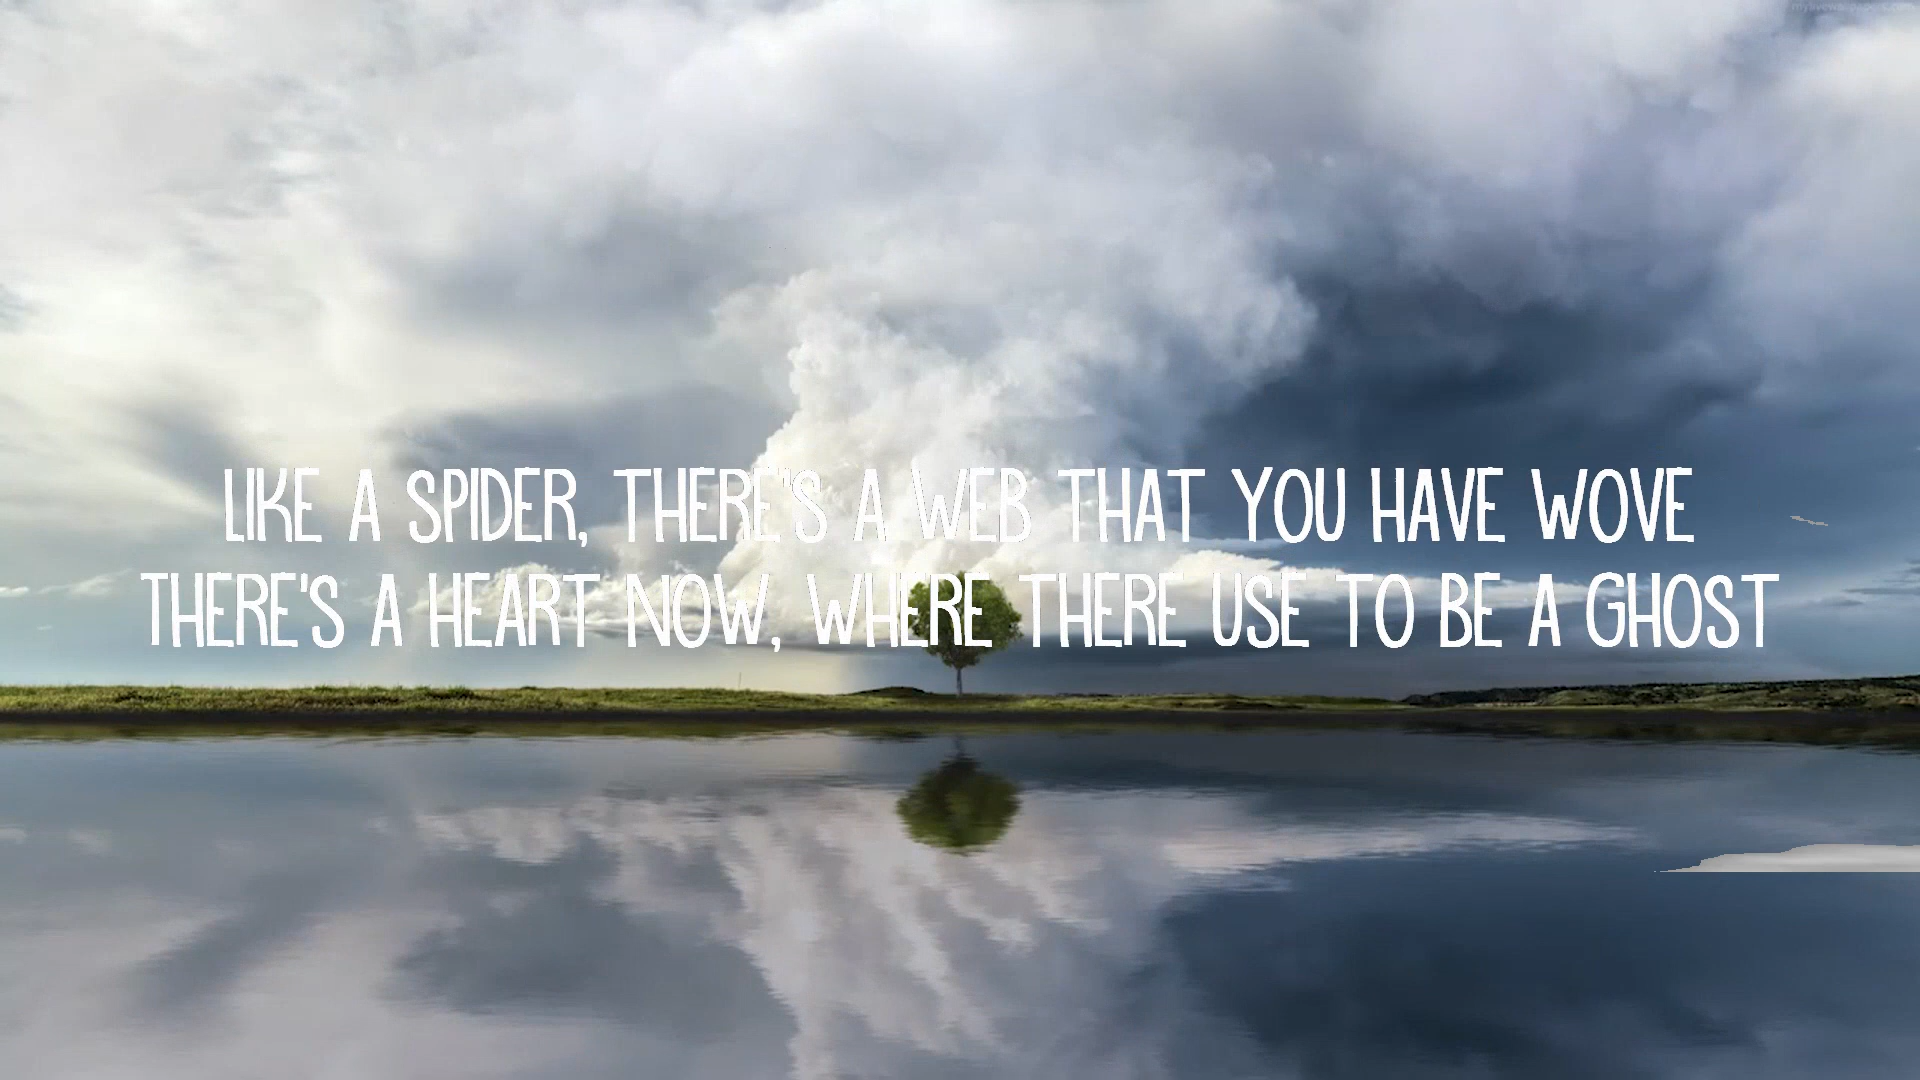 LIKE A SPIDER, THERE'S A WEB THAT YOU HAVE WOVE
THERE'S A HEART NOW, WHERE THERE USE TO BE A GHOST